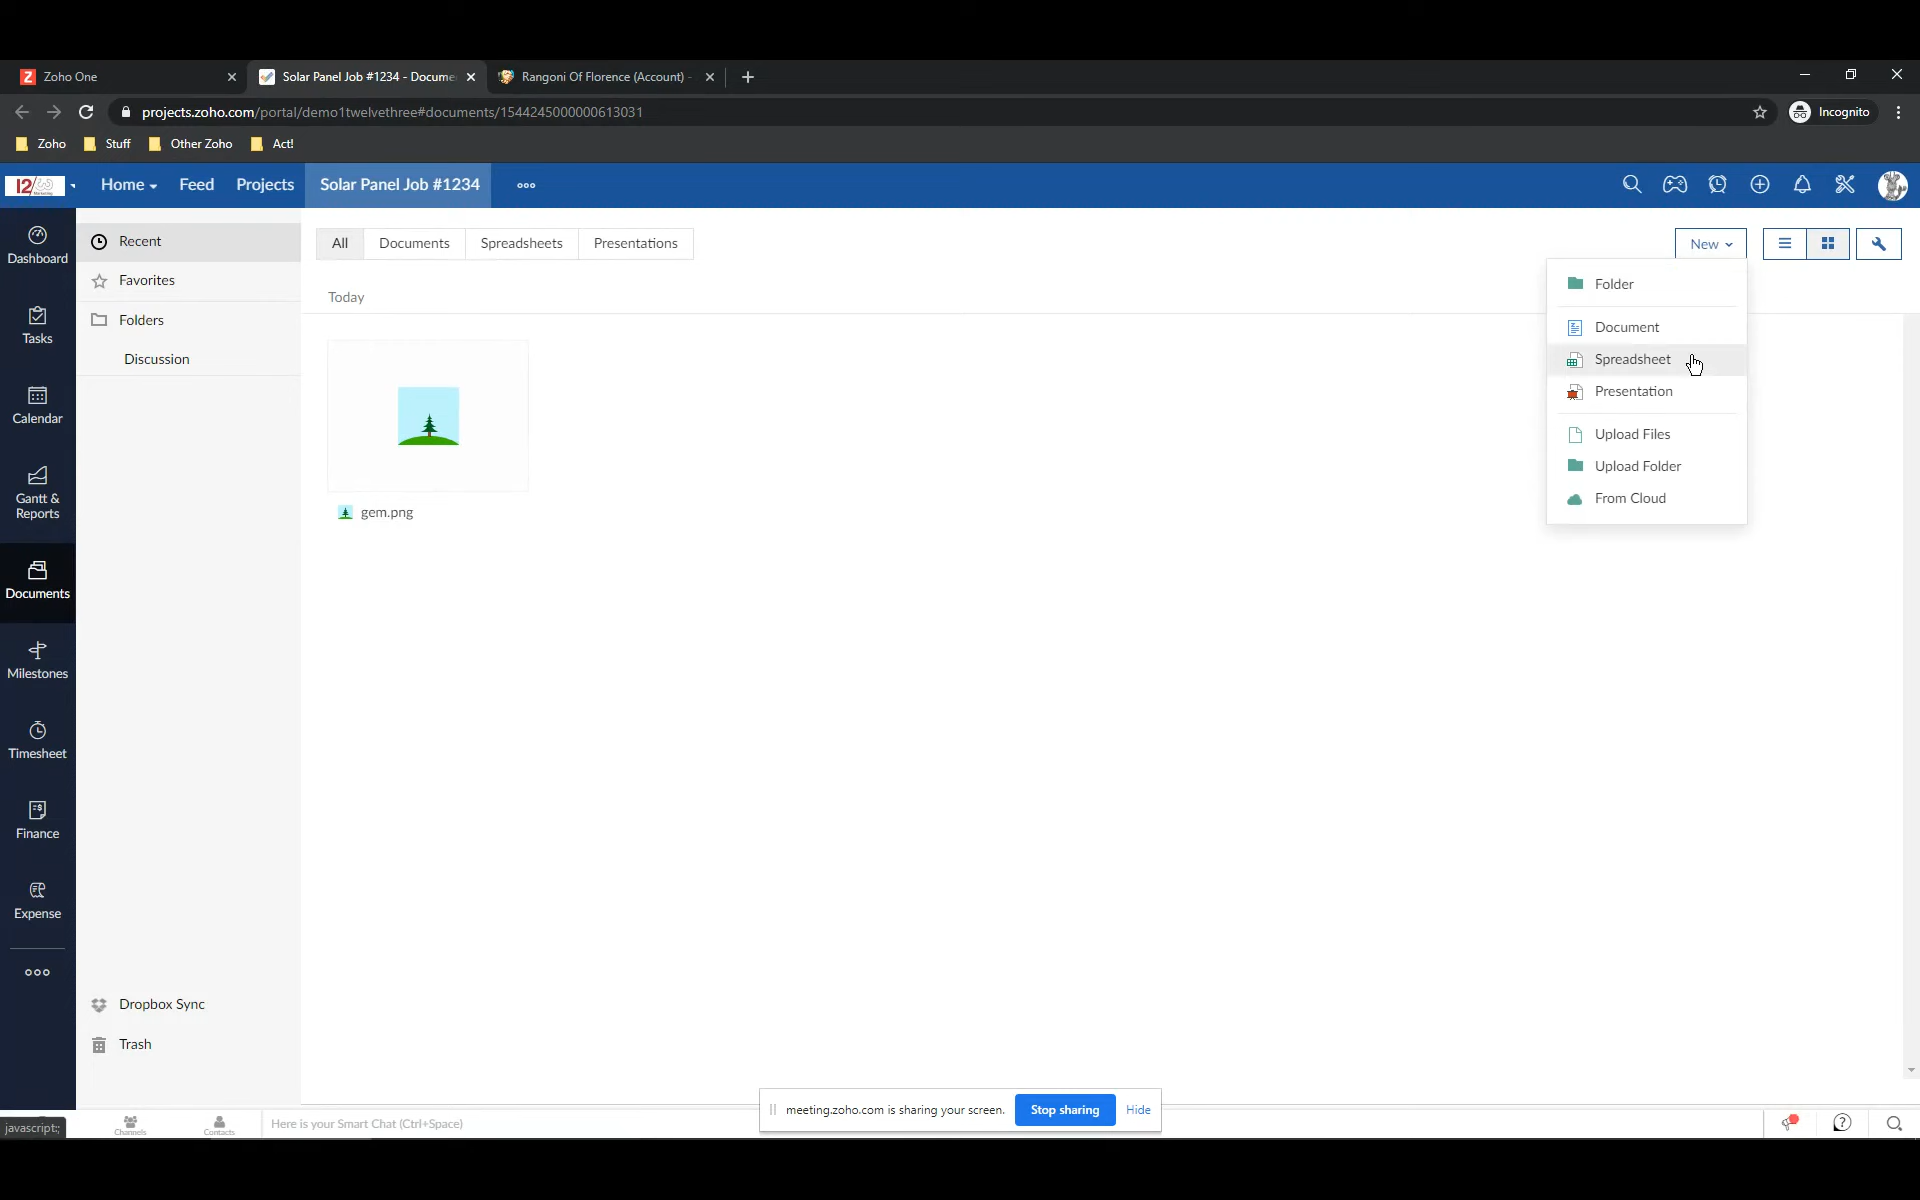 Zoho One
Solar Panel Job #1234 - Docume
Rangoni Of Florence (Account) -
projects.zoho.com/portal/demo1twelvethree#documents/1544245000000613031
Incognito
Zoho
Stuff
Other Zoho
Act!
12/3
Home
Feed
Projects
Solar Panel Job #1234
Dashboard
Tasks
Calendar
Gantt &
Reports
Documents
Milestones
Timesheet
Finance
Expense
Recent
Favorites
Folders
Discussion
Dropbox Sync
Trash
All
Documents
Spreadsheets
Presentations
New
Today
gem.png
Folder
Document
Spreadsheet
Presentation
Upload Files
Upload Folder
From Cloud
meeting.zoho.com is sharing your screen.
Stop sharing
Hide
javascript:;
Channels
Contacts
Here is your Smart Chat (Ctrl+Space)